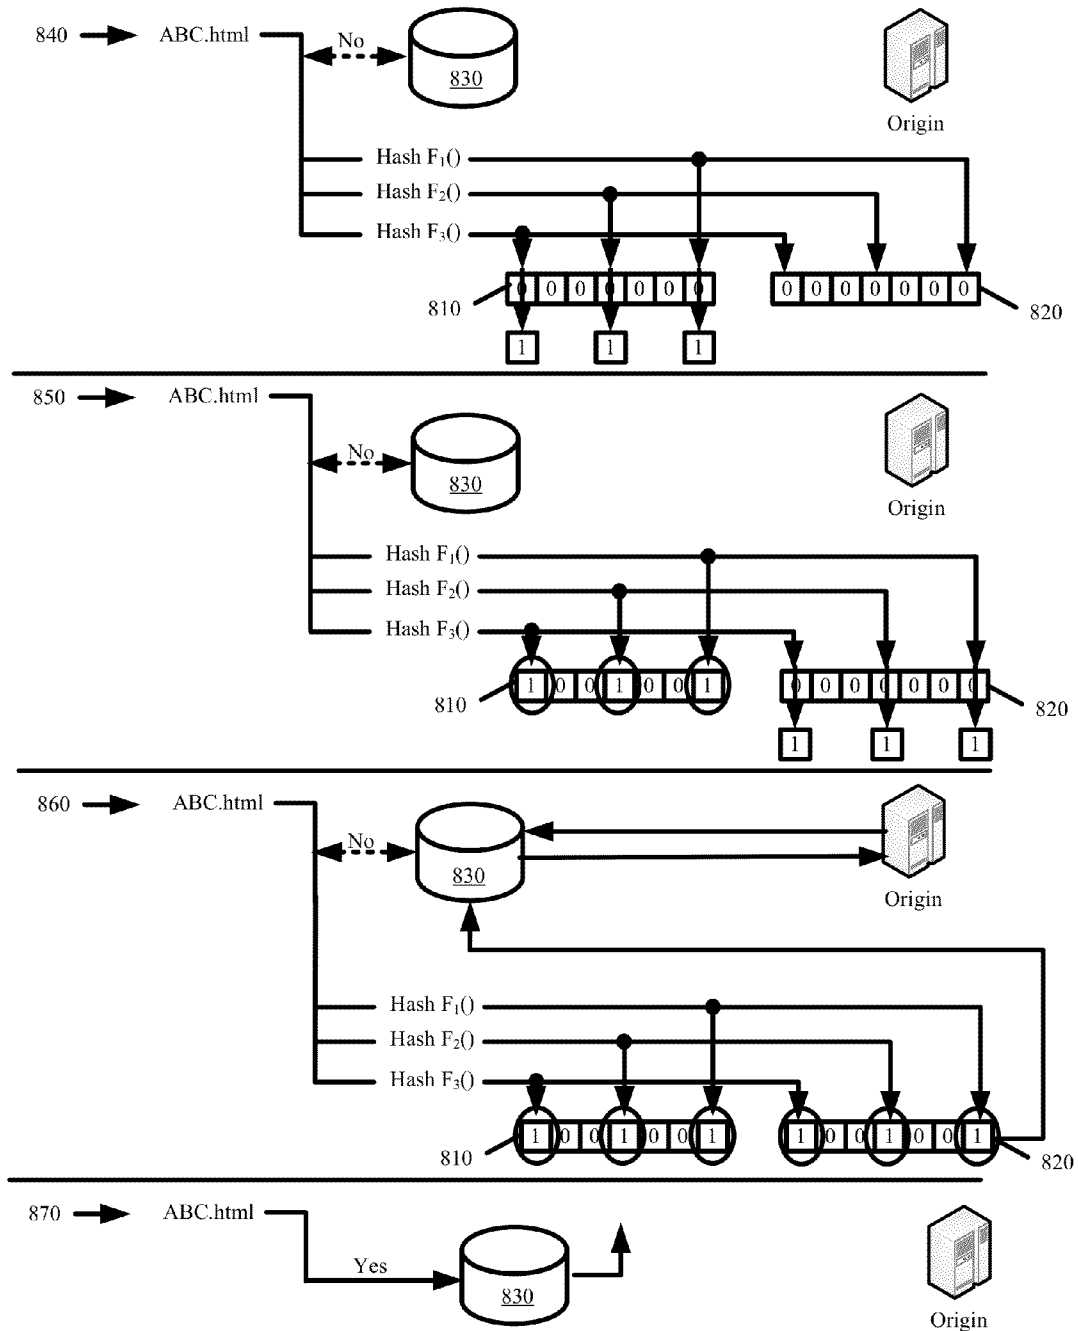 840 ABC.html No 830 Origin
Hash F₁()
Hash F₂()
Hash F₃()
810 0 0 0 0 0 0 0 0 0 0 0 0 0 0 820
1 1 1
850 ABC.html No 830 Origin
Hash F₁()
Hash F₂()
Hash F₃()
810 1 0 0 1 0 0 1 0 0 0 0 0 0 0 820
1 1 1
860 ABC.html No 830 Origin
Hash F₁()
Hash F₂()
Hash F₃()
810 1 0 0 1 0 0 1 1 0 0 1 0 0 1 820
870 ABC.html Yes 830 Origin